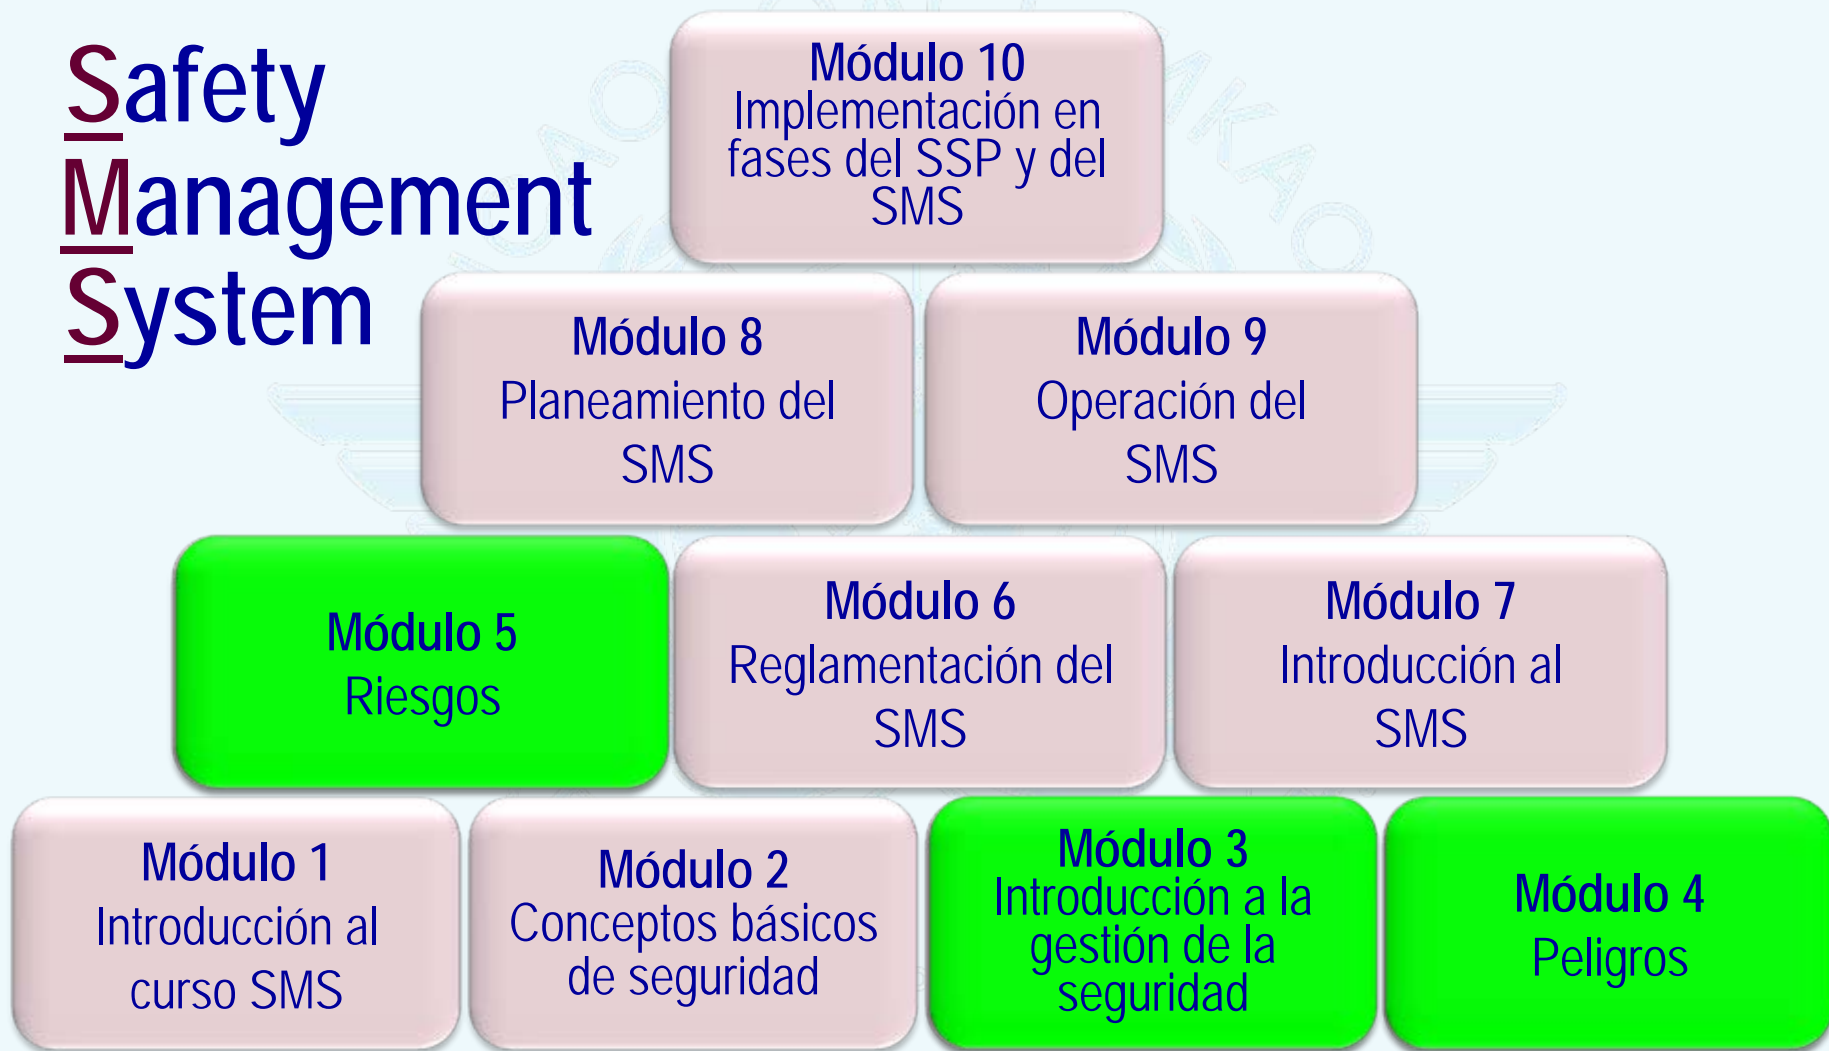 Safety
Management
System
Módulo 10
Implementación en
fases del SSP y del
SMS
Módulo 8
Planeamiento del
SMS
Módulo 9
Operación del
SMS
Módulo 5
Riesgos
Módulo 6
Reglamentación del
SMS
Módulo 7
Introducción al
SMS
Módulo 1
Introducción al
curso SMS
Módulo 2
Conceptos básicos
de seguridad
Módulo 3
Introducción a la
gestión de la
seguridad
Módulo 4
Peligros